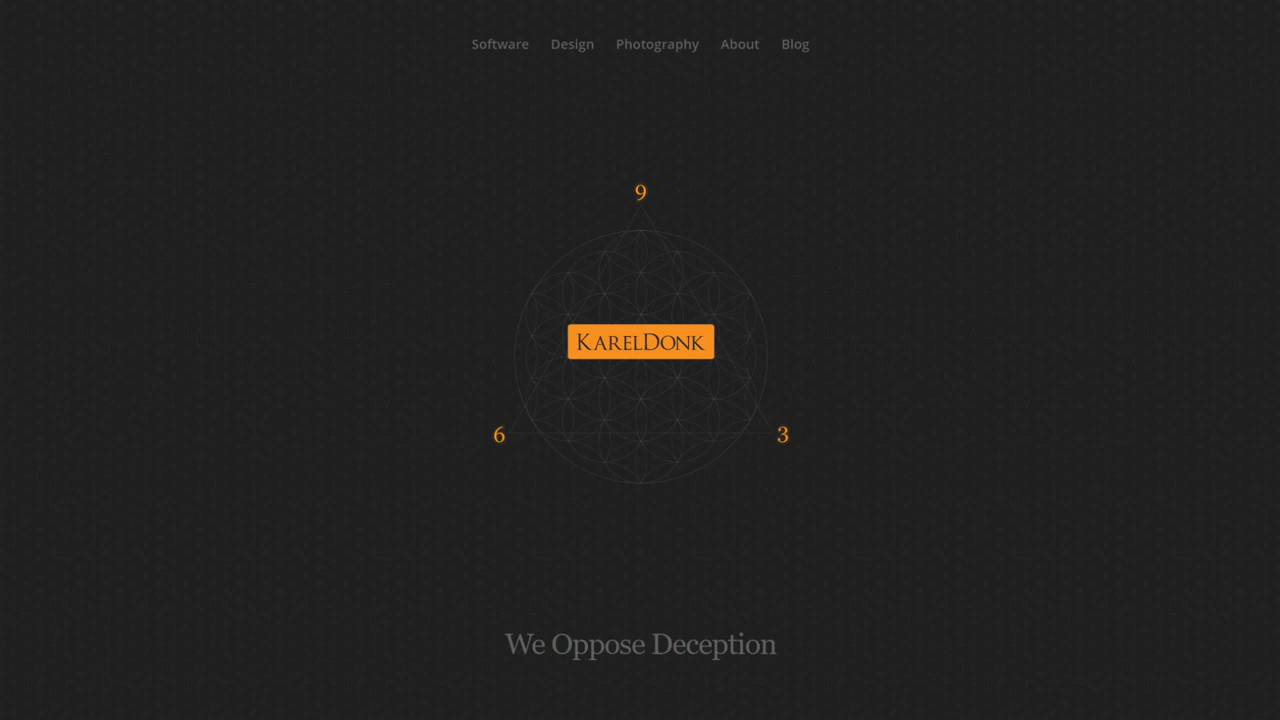 Software Design Photography About Blog
9
KARELDONK
6 3
We Oppose Deception